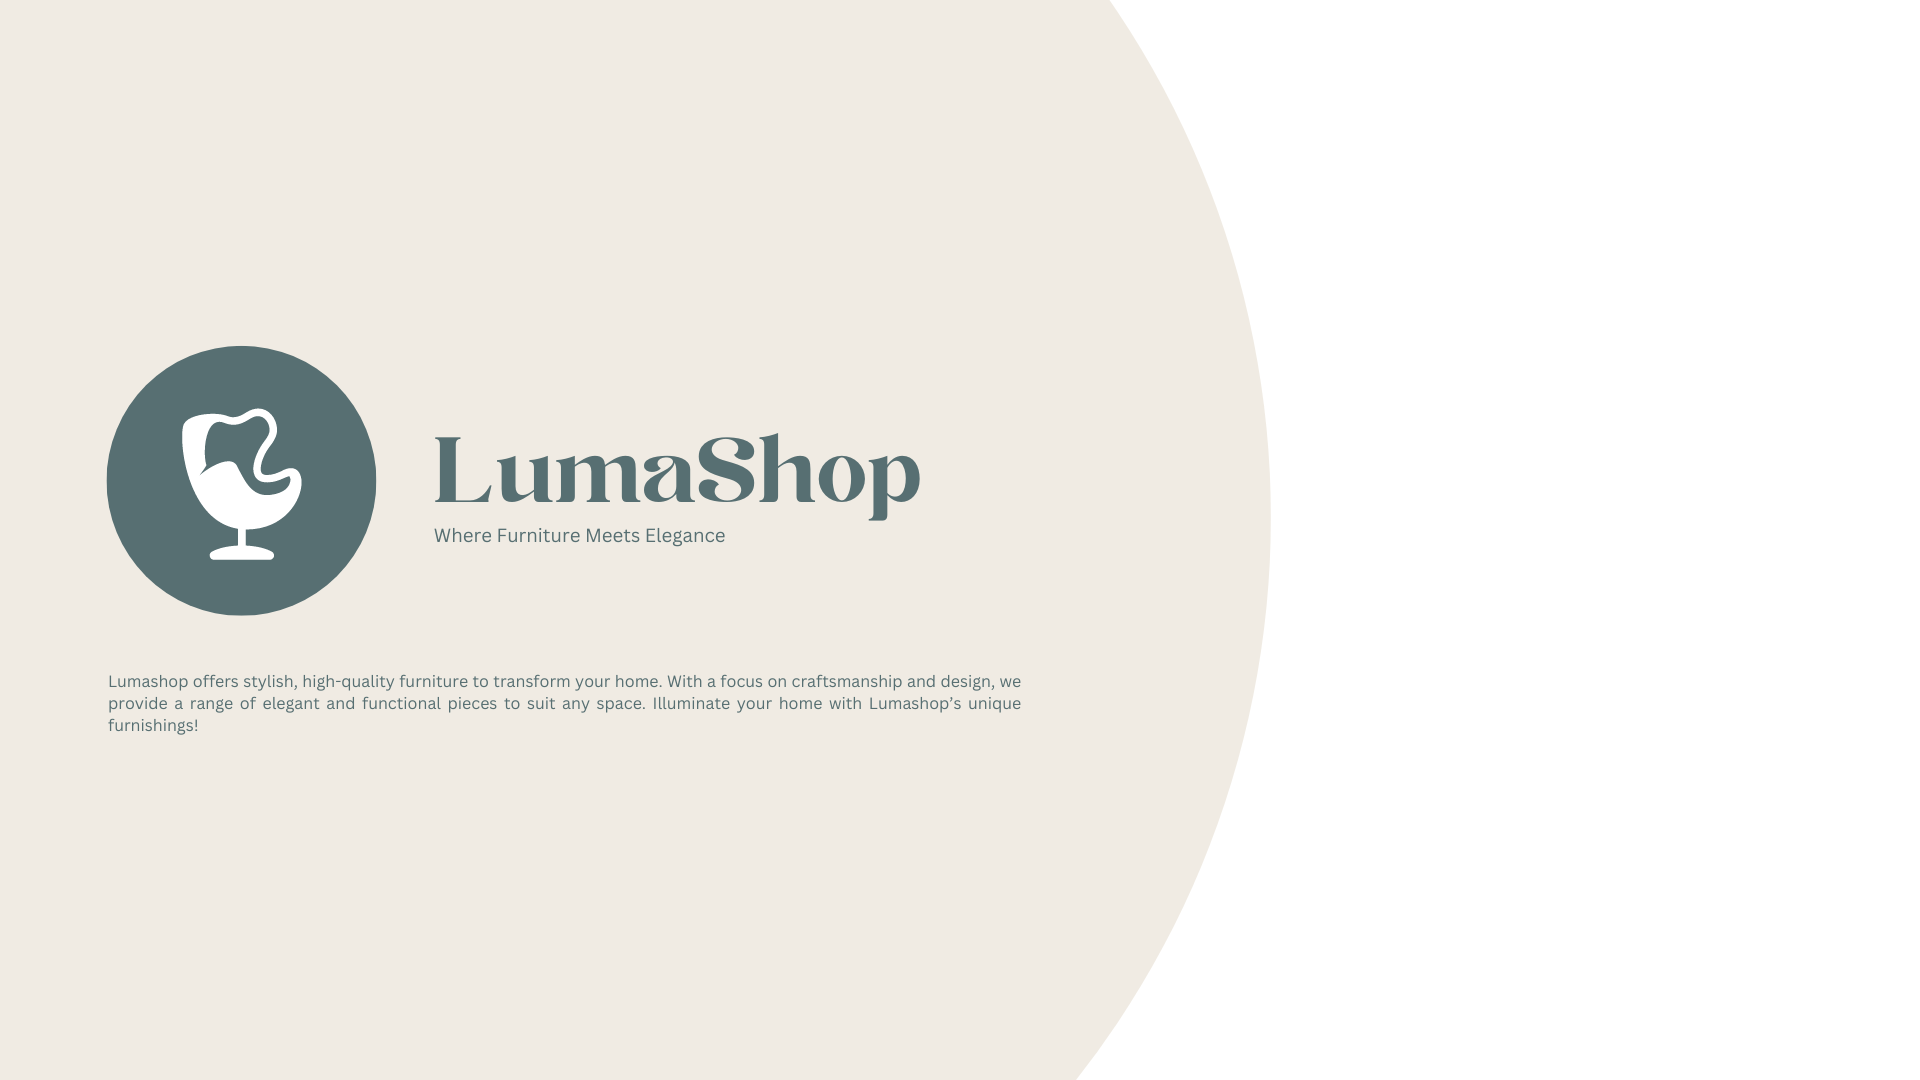 LumaShop
Where Furniture Meets Elegance
Lumashop offers stylish, high-quality furniture to transform your home. With a focus on craftsmanship and design, we
provide a range of elegant and functional pieces to suit any space. Illuminate your home with Lumashop’s unique
furnishings!